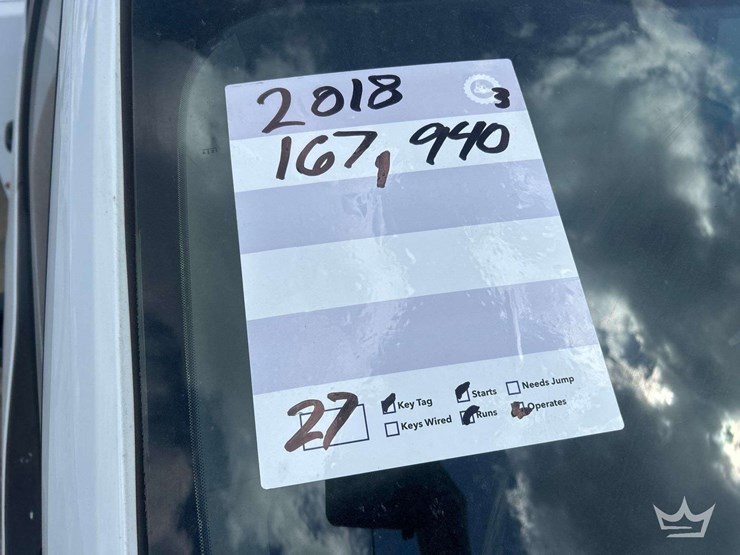 2018
3
167,940
27
Key Tag
Starts
Needs Jump
Keys Wired
Runs
Operates